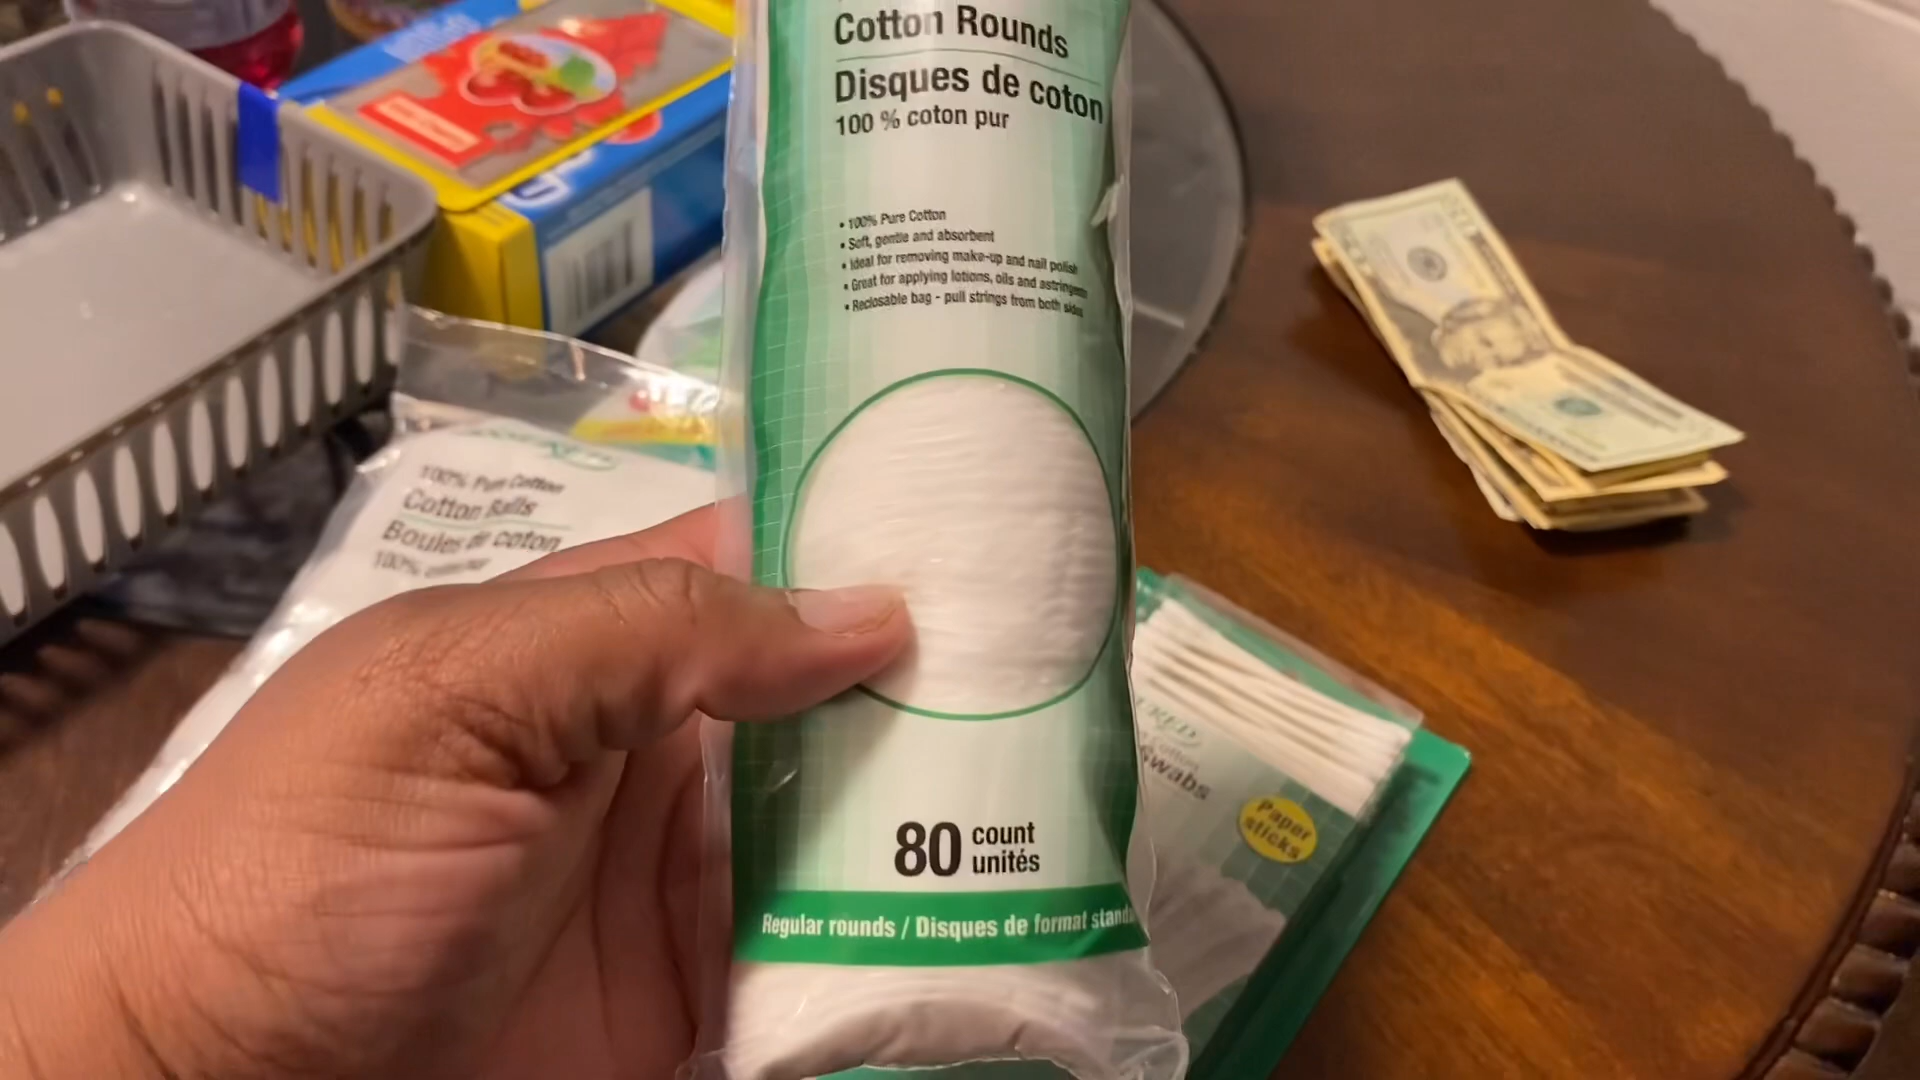 Cotton Rounds
Disques de coton
100 % coton pur
• 100% Pure Cotton
• Soft, gentle and absorbent
• Ideal for removing make-up and nail polish
• Great for applying lotions, oils and astringents
• Reclosable bag - pull strings from both sides
80 count
unités
Regular rounds / Disques de format stand
100% Pure Cotton
Cotton Balls
Boules de coton
100%
swabs
Paper
sticks